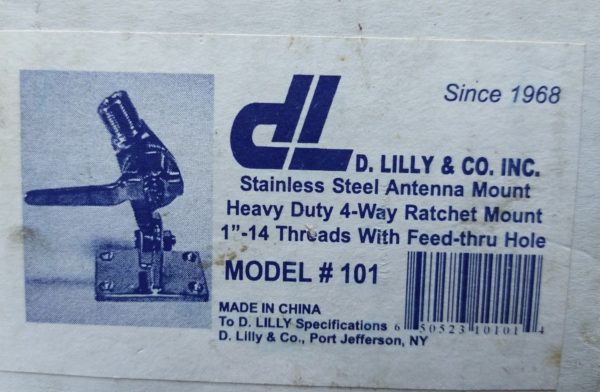 Since 1968
dL D. LILLY & CO. INC.
Stainless Steel Antenna Mount
Heavy Duty 4-Way Ratchet Mount
1"-14 Threads With Feed-thru Hole
MODEL # 101
MADE IN CHINA
To D. LILLY Specifications
D. Lilly & Co., Port Jefferson, NY
6 50523 10101 4